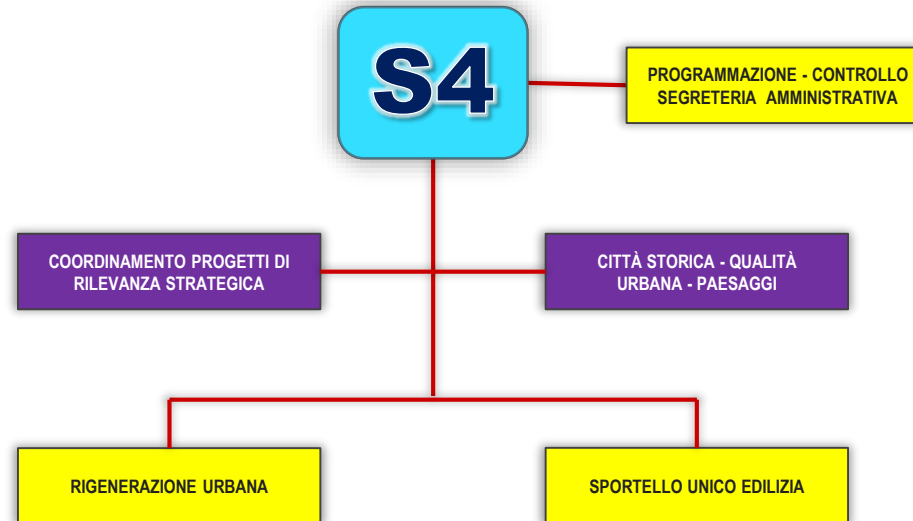 S4
PROGRAMMAZIONE - CONTROLLO
SEGRETERIA AMMINISTRATIVA
COORDINAMENTO PROGETTI DI
RILEVANZA STRATEGICA
CITTÀ STORICA - QUALITÀ
URBANA - PAESAGGI
RIGENERAZIONE URBANA
SPORTELLO UNICO EDILIZIA